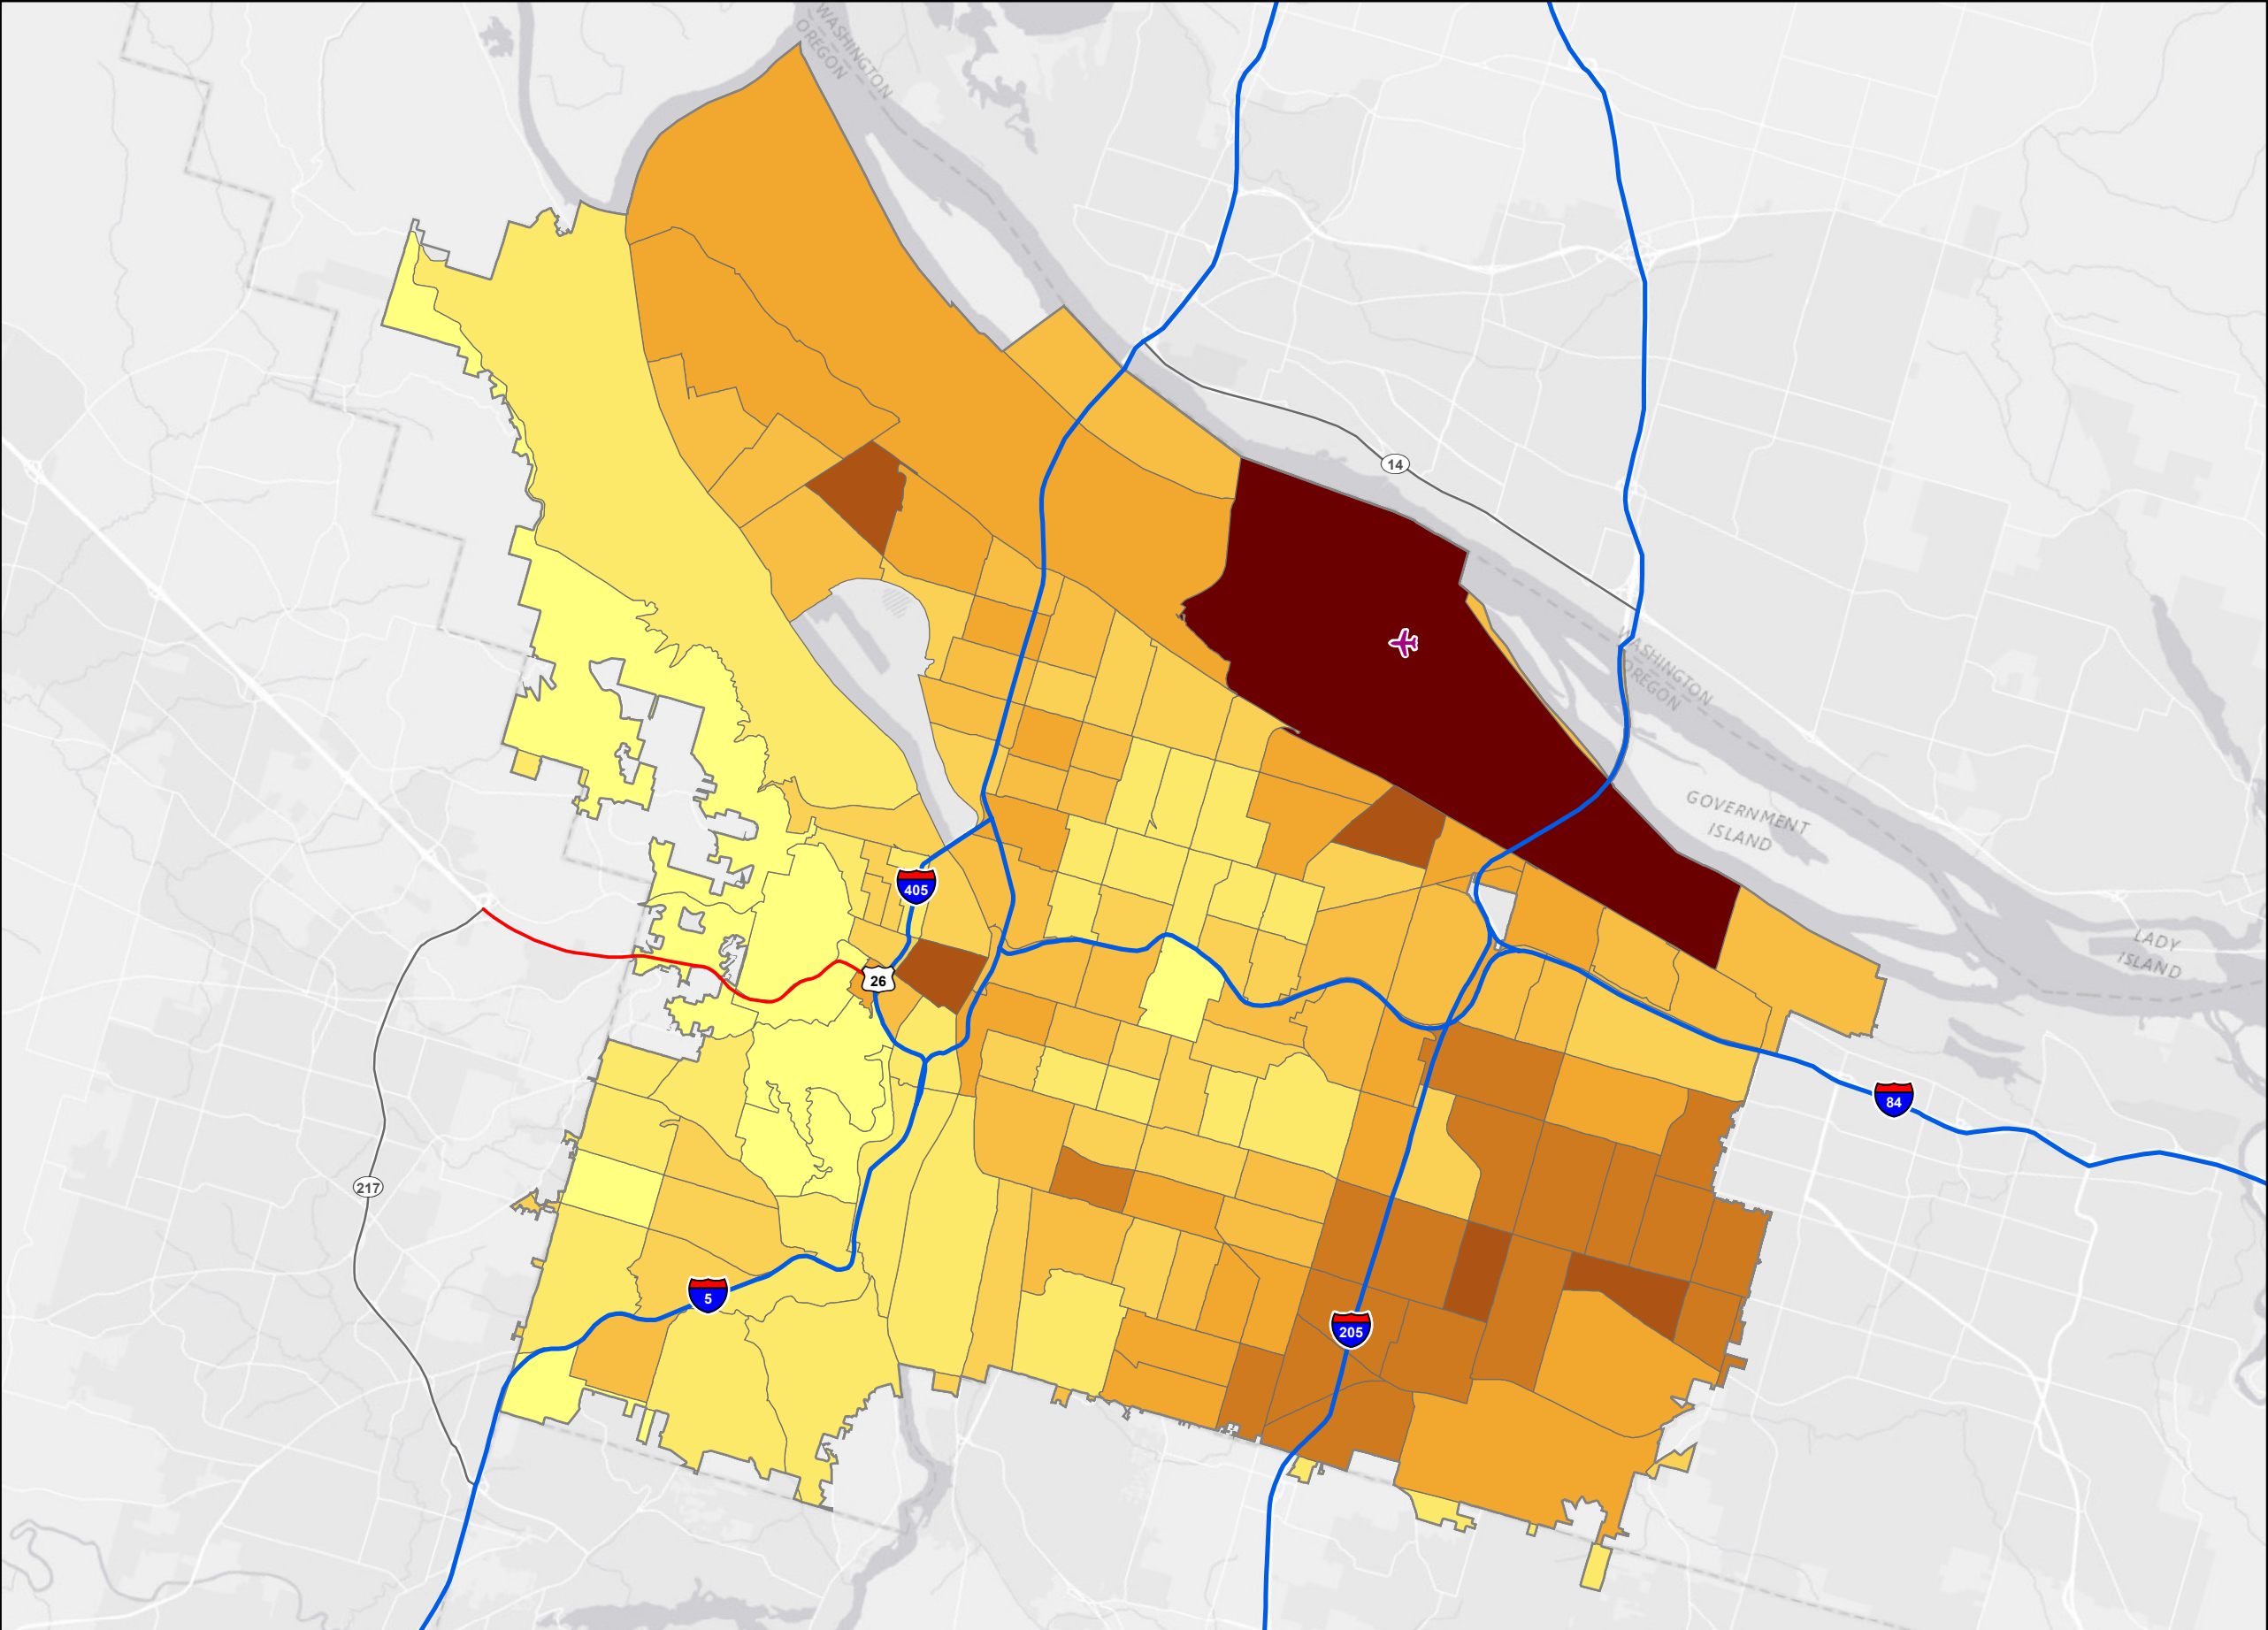 WASHINGTON
OREGON
14
WASHINGTON
OREGON
GOVERNMENT
ISLAND
405
LADY
ISLAND
26
84
217
5
205